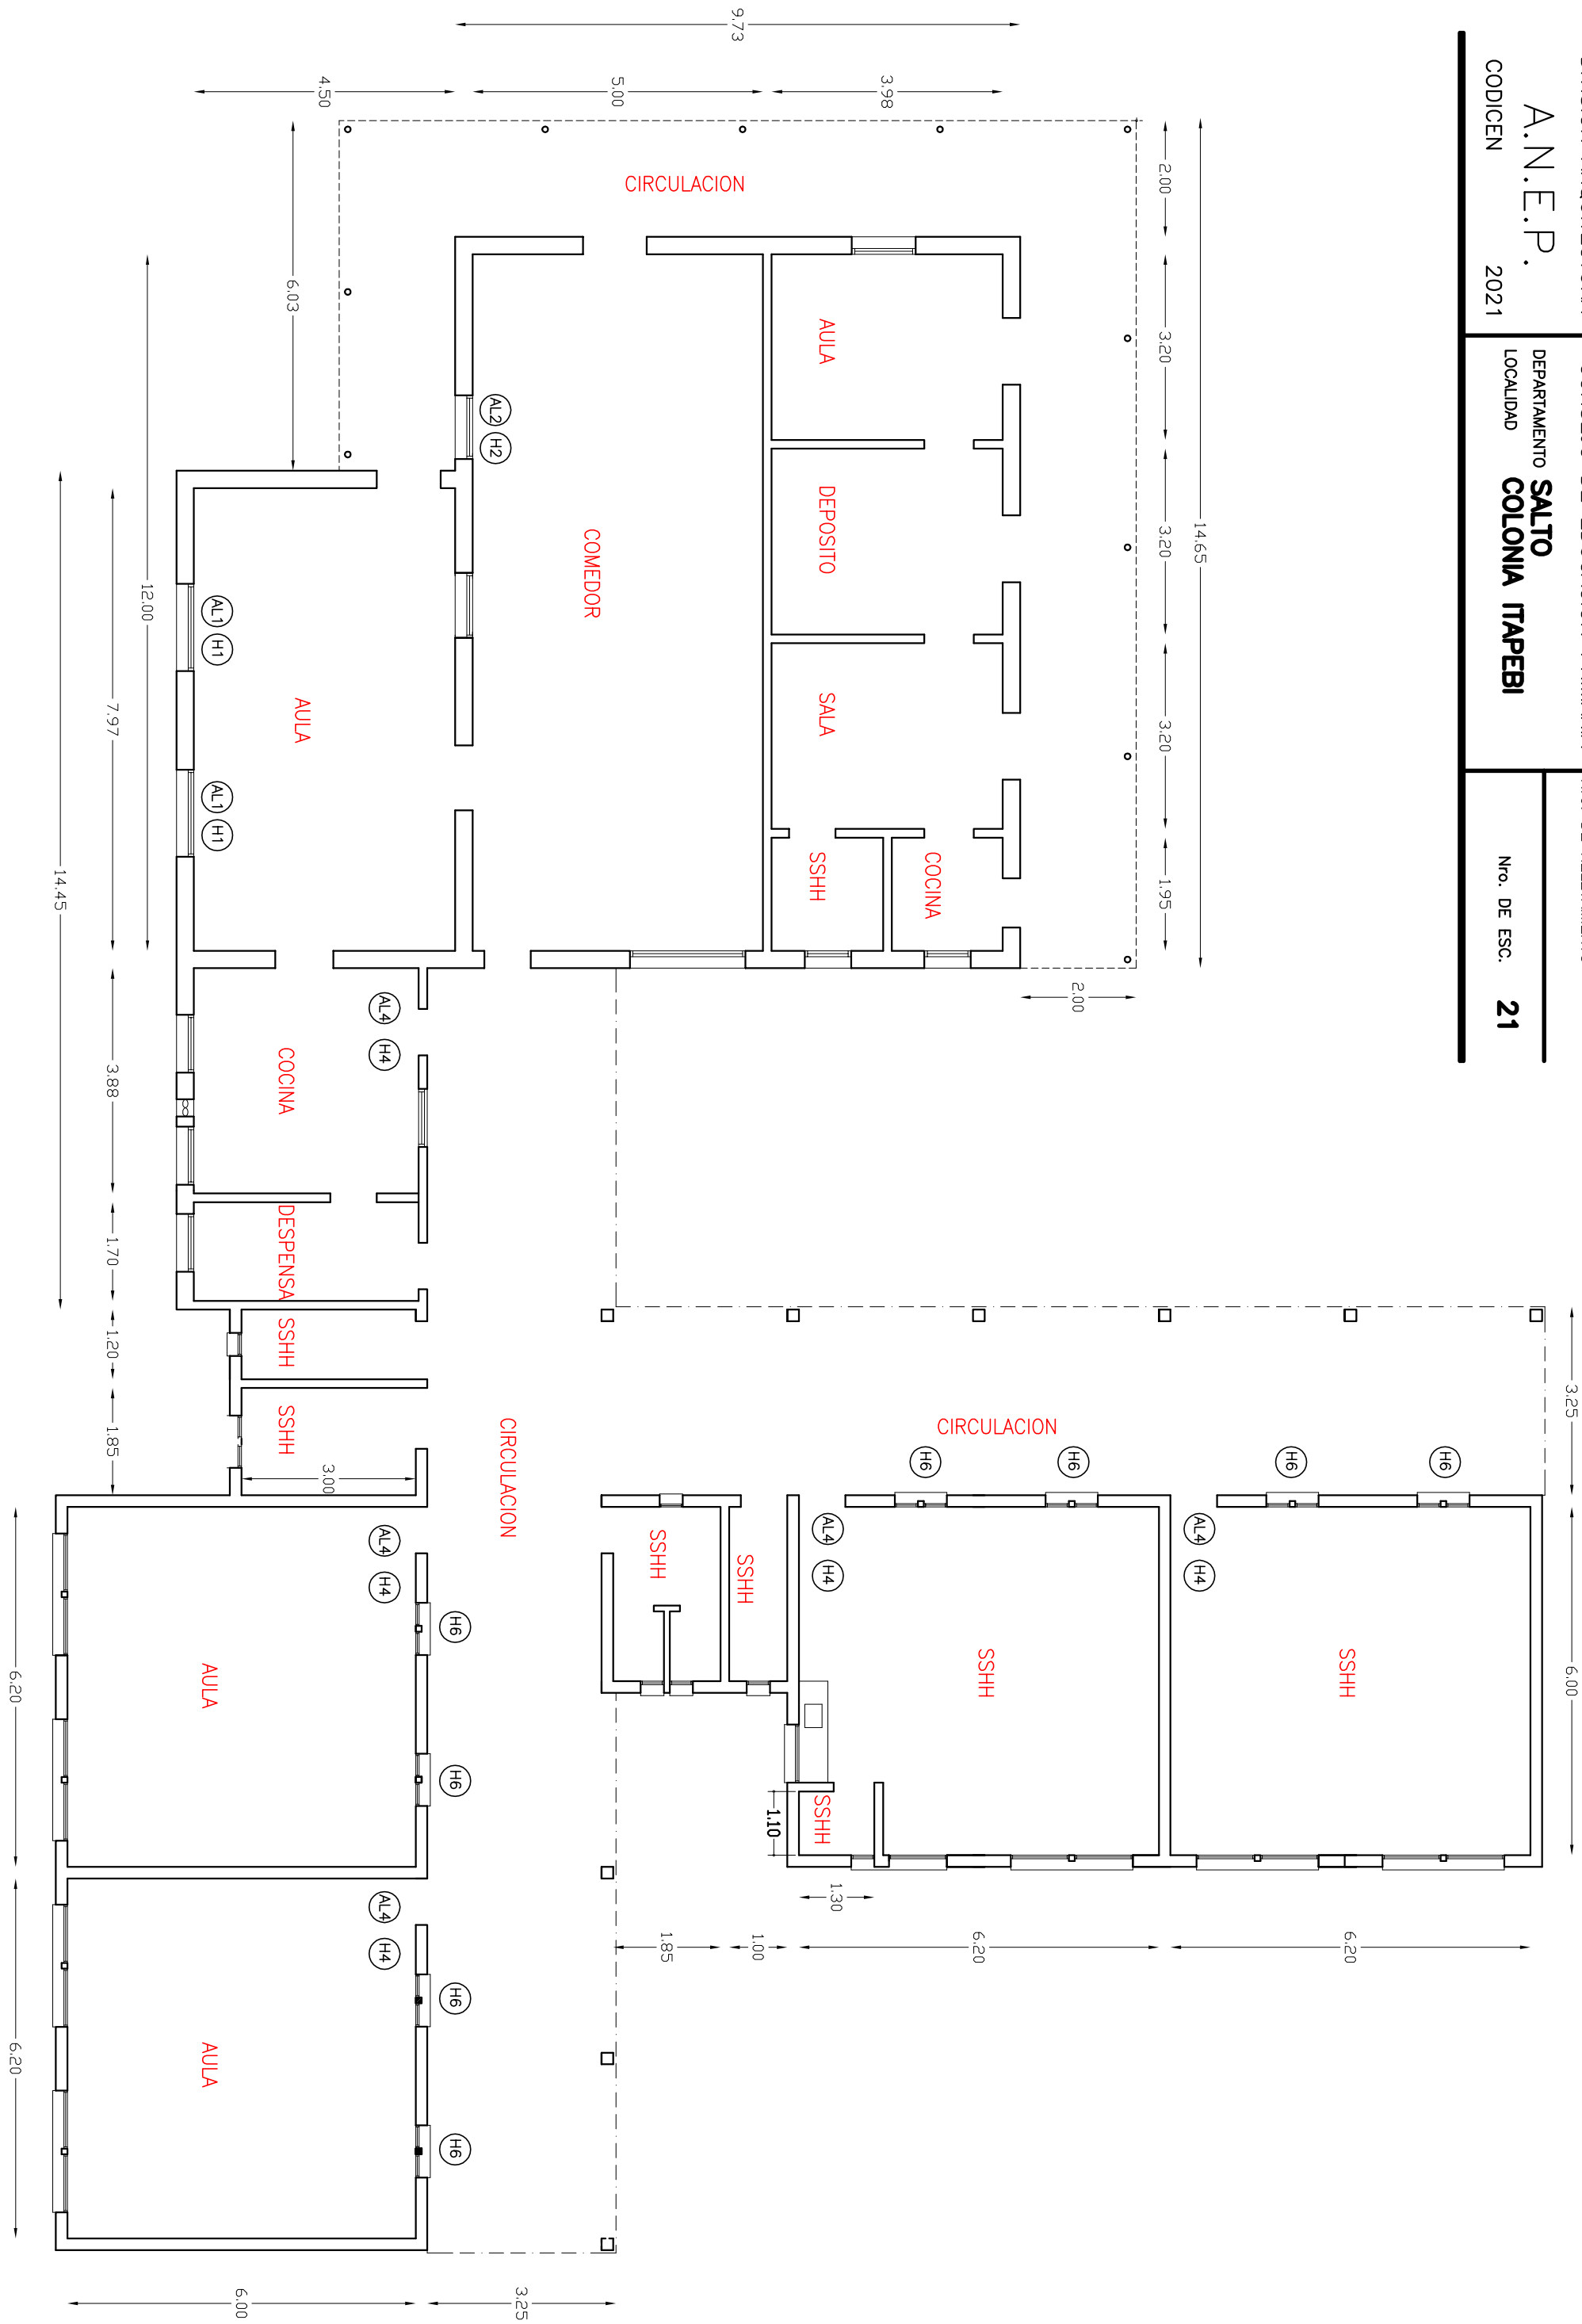 A.N.E.P.
CODICEN 2021
DEPARTAMENTO SALTO
LOCALIDAD COLONIA ITAPEBI
Nro. DE ESC. 21
9.73
4.50
5.00
3.98
2.00
3.20
3.20
3.20
1.95
14.65
2.00
6.03
12.00
7.97
14.45
3.88
1.70
1.20
1.85
3.00
6.20
6.20
6.00
3.25
3.25
6.00
1.10
1.30
1.85
1.00
6.20
6.20
CIRCULACION
AULA
DEPOSITO
SALA
SSHH
COCINA
COMEDOR
AL2 H2
AULA
AL1 H1
AL1 H1
COCINA
AL4 H4
DESPENSA
SSHH
SSHH
CIRCULACION
CIRCULACION
H6
H6
H6
H6
AL4 H4
AL4 H4
SSHH
SSHH
SSHH
SSHH
SSHH
AL4 H4
H6
H6
AULA
AL4 H4
H6
H6
AULA